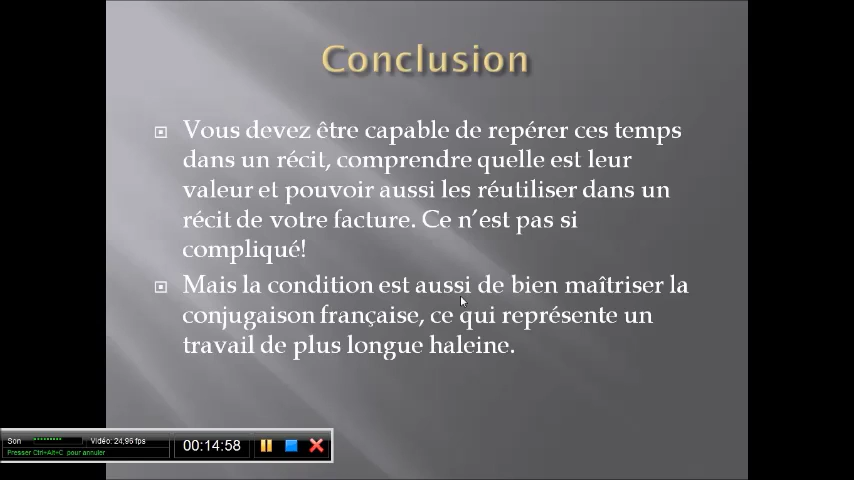 Conclusion
Vous devez être capable de repérer ces temps
dans un récit, comprendre quelle est leur
valeur et pouvoir aussi les réutiliser dans un
récit de votre facture. Ce n'est pas si
compliqué!
Mais la condition est aussi de bien maîtriser la
conjugaison française, ce qui représente un
travail de plus longue haleine.
Son
Vidéo: 24,96 fps
00:14:58
Presser Ctrl+Alt+C pour annuler